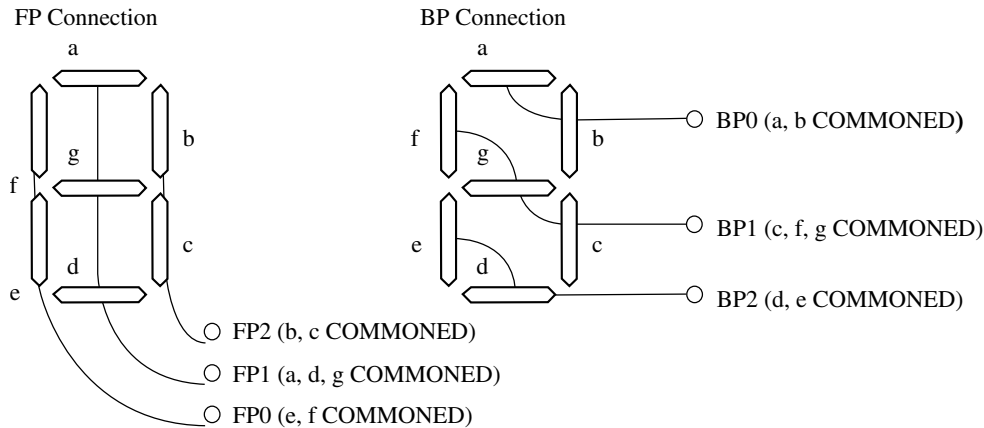 FP Connection
a
b
g
f
c
d
e
FP2 (b, c COMMONED)
FP1 (a, d, g COMMONED)
FP0 (e, f COMMONED)
BP Connection
a
BP0 (a, b COMMONED)
f
b
g
BP1 (c, f, g COMMONED)
e
c
d
BP2 (d, e COMMONED)